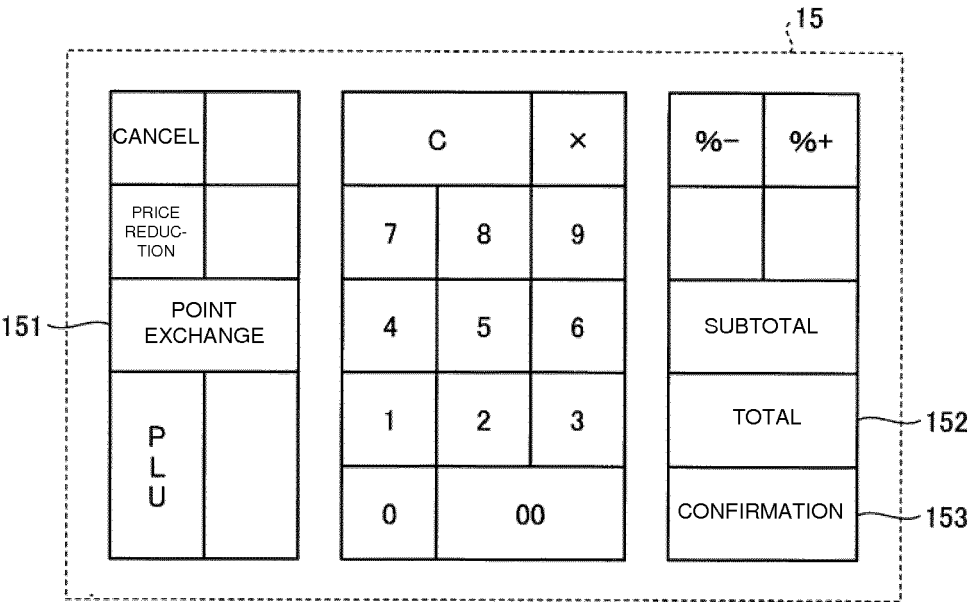 15
CANCEL
PRICE
REDUC-
TION
151
POINT
EXCHANGE
P
L
U
C
×
7 8 9
4 5 6
1 2 3
0 00
%− %+
SUBTOTAL
TOTAL
152
CONFIRMATION
153